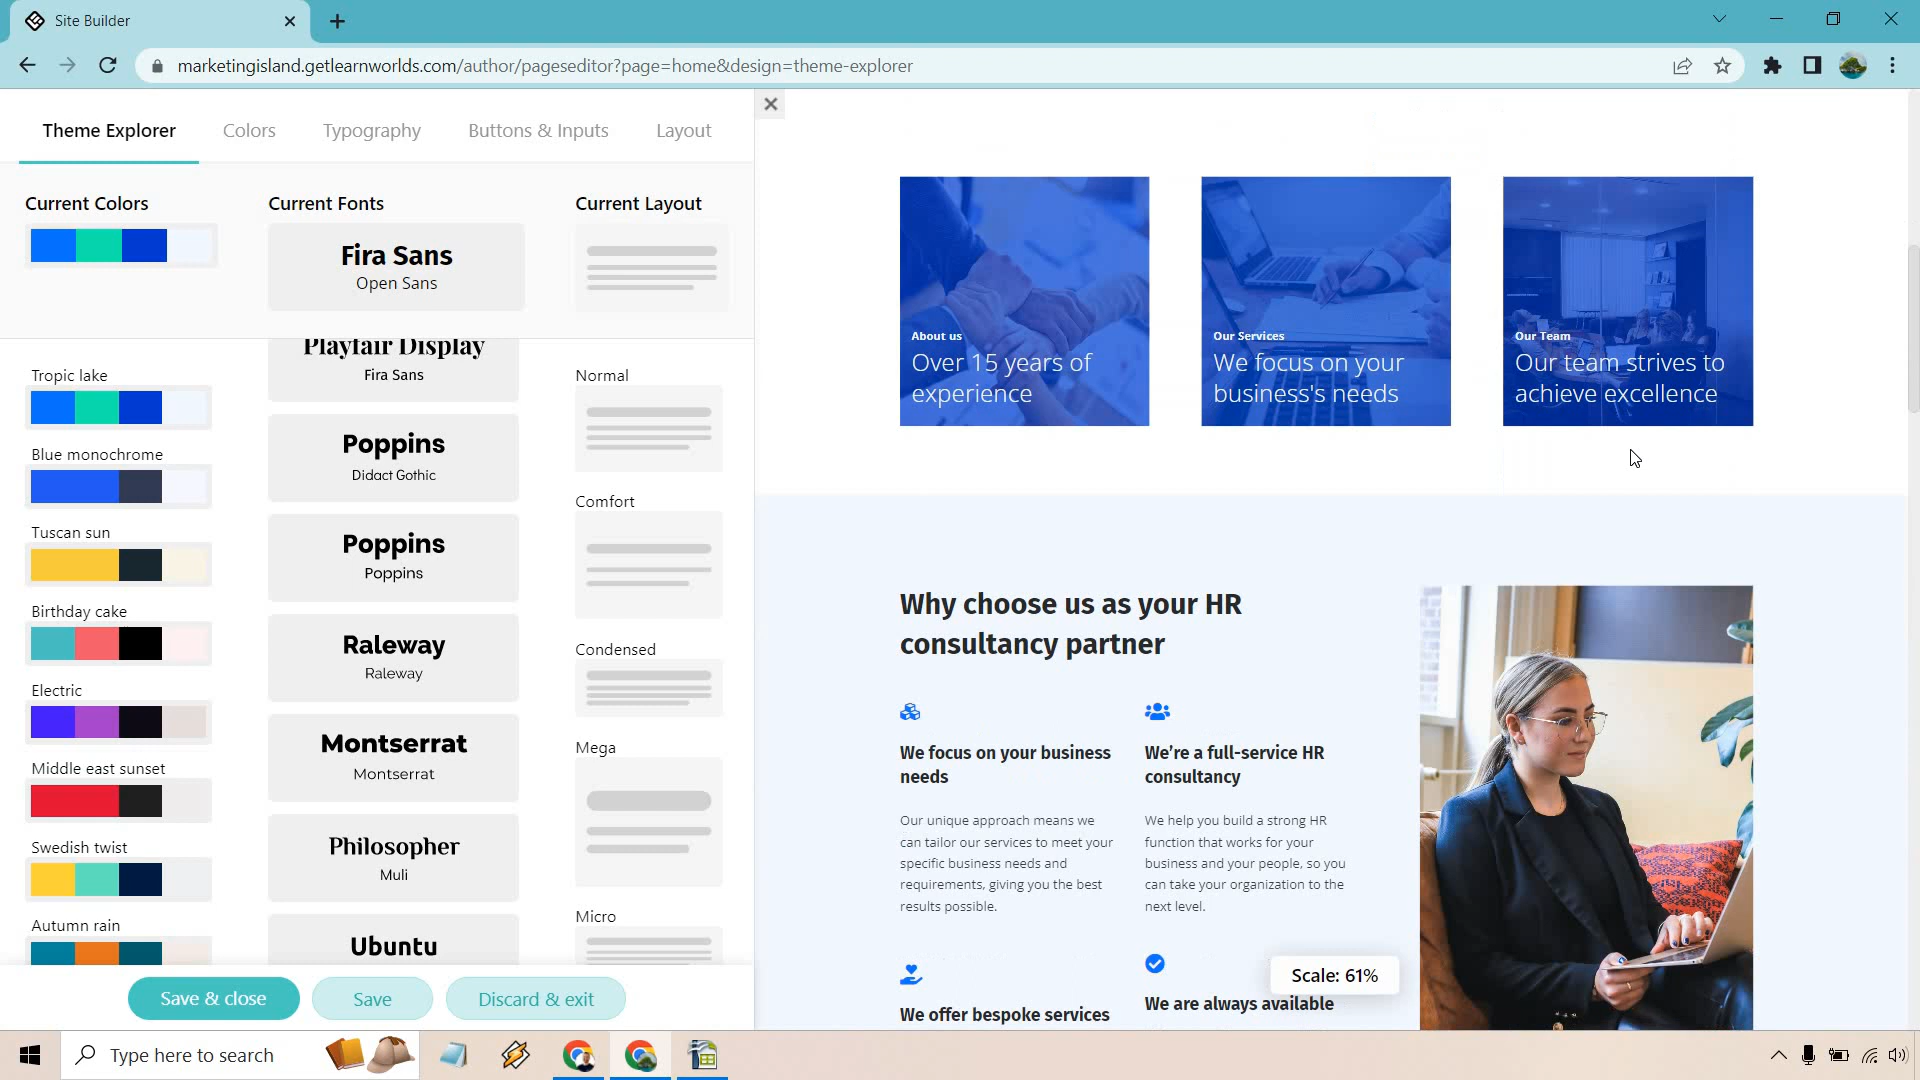 Site Builder
marketingisland.getlearnworlds.com/author/pageseditor?page=home&design=theme-explorer
Theme Explorer
Colors
Typography
Buttons & Inputs
Layout
Current Colors
Current Fonts
Fira Sans
Open Sans
Current Layout
Tropic lake
Blue monochrome
Tuscan sun
Birthday cake
Electric
Middle east sunset
Swedish twist
Autumn rain
Playfair Display
Fira Sans
Poppins
Didact Gothic
Poppins
Poppins
Raleway
Raleway
Montserrat
Montserrat
Philosopher
Muli
Ubuntu
Normal
Comfort
Condensed
Mega
Micro
Save & close
Save
Discard & exit
About us
Over 15 years of
experience
Our Services
We focus on your
business's needs
Our Team
Our team strives to
achieve excellence
Why choose us as your HR
consultancy partner
We focus on your business
needs
Our unique approach means we
can tailor our services to meet your
specific business needs and
requirements, giving you the best
results possible.
We’re a full-service HR
consultancy
We help you build a strong HR
function that works for your
business and your people, so you
can take your organization to the
next level.
We offer bespoke services
We are always available
Scale: 61%
Type here to search